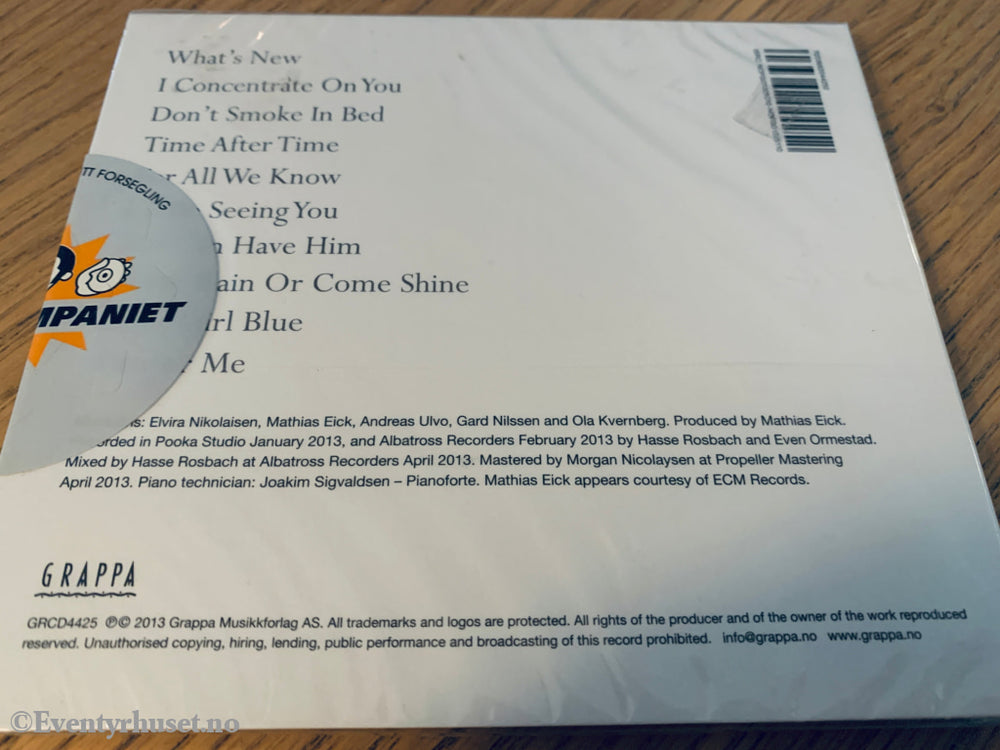 What's New
I Concentrate On You
Don't Smoke In Bed
Time After Time
All We Know
Seeing You
Have Him
Or Come Shine
Blue
Me
TT FORSEGLING
MPANIET
Elvira Nikolaisen, Mathias Eick, Andreas Ulvo, Gard Nilssen and Ola Kvernberg. Produced by Mathias Eick.
in Pooka Studio January 2013, and Albatross Recorders February 2013 by Hasse Rosbach and Even Ormestad.
Mixed by Hasse Rosbach at Albatross Recorders April 2013. Mastered by Morgan Nicolaysen at Propeller Mastering
April 2013. Piano technician: Joakim Sigvaldsen – Pianoforte. Mathias Eick appears courtesy of ECM Records.
GRAPPA
GRCD4425 ℗© 2013 Grappa Musikkforlag AS. All trademarks and logos are protected. All rights of the producer and of the owner of the work reproduced
reserved. Unauthorised copying, hiring, lending, public performance and broadcasting of this record prohibited. info@grappa.no www.grappa.no
©Eventyrhuset.no